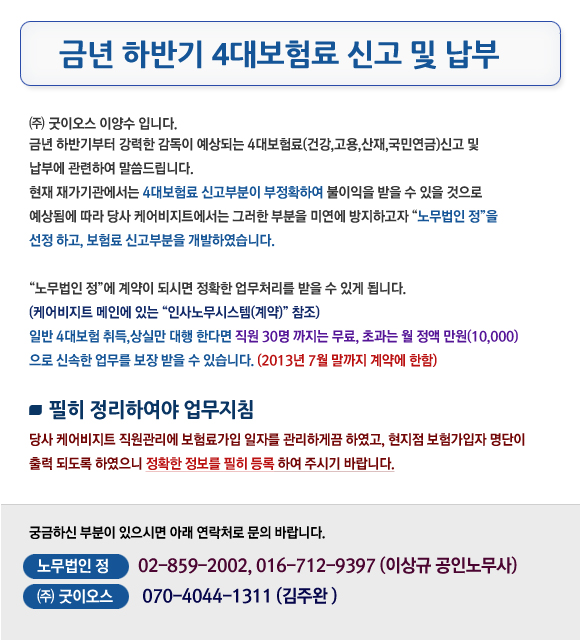 금년 하반기 4대보험료 신고 및 납부
㈜ 굿이오스 이양수 입니다.
금년 하반기부터 강력한 감독이 예상되는 4대보험료(건강,고용,산재,국민연금)신고 및
납부에 관련하여 말씀드립니다.
현재 재가기관에서는 4대보험료 신고부분이 부정확하여 불이익을 받을 수 있을 것으로
예상됨에 따라 당사 케어비지트에서는 그러한 부분을 미연에 방지하고자 “노무법인 정”을
선정 하고, 보험료 신고부분을 개발하였습니다.
“노무법인 정”에 계약이 되시면 정확한 업무처리를 받을 수 있게 됩니다.
(케어비지트 메인에 있는 “인사노무시스템(계약)” 참조)
일반 4대보험 취득,상실만 대행 한다면 직원 30명 까지는 무료, 초과는 월 정액 만원(10,000)
으로 신속한 업무를 보장 받을 수 있습니다. (2013년 7월 말까지 계약에 한함)
필히 정리하여야 업무지침
당사 케어비지트 직원관리에 보험료가입 일자를 관리하게끔 하였고, 현지점 보험가입자 명단이
출력 되도록 하였으니 정확한 정보를 필히 등록 하여 주시기 바랍니다.
궁금하신 부분이 있으시면 아래 연락처로 문의 바랍니다.
노무법인 정 02-859-2002, 016-712-9397 (이상규 공인노무사)
㈜ 굿이오스 070-4044-1311 (김주완 )